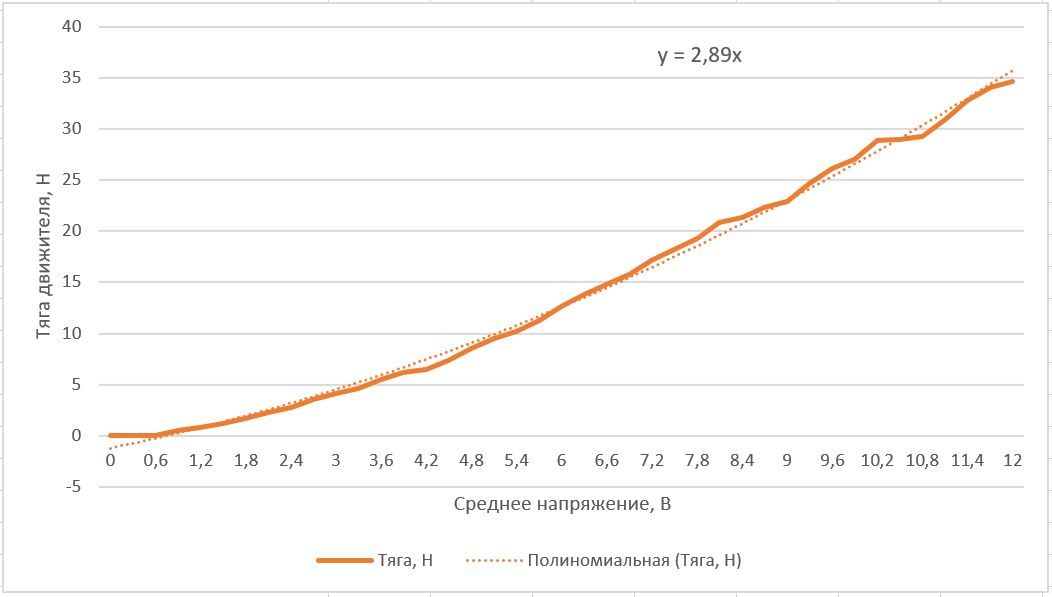 40
y = 2,89x
35
30
25
20
15
10
5
0
-5
Тяга движителя, Н
0 0,6 1,2 1,8 2,4 3 3,6 4,2 4,8 5,4 6 6,6 7,2 7,8 8,4 9 9,6 10,2 10,8 11,4 12
Среднее напряжение, В
Тяга, Н Полиномиальная (Тяга, Н)